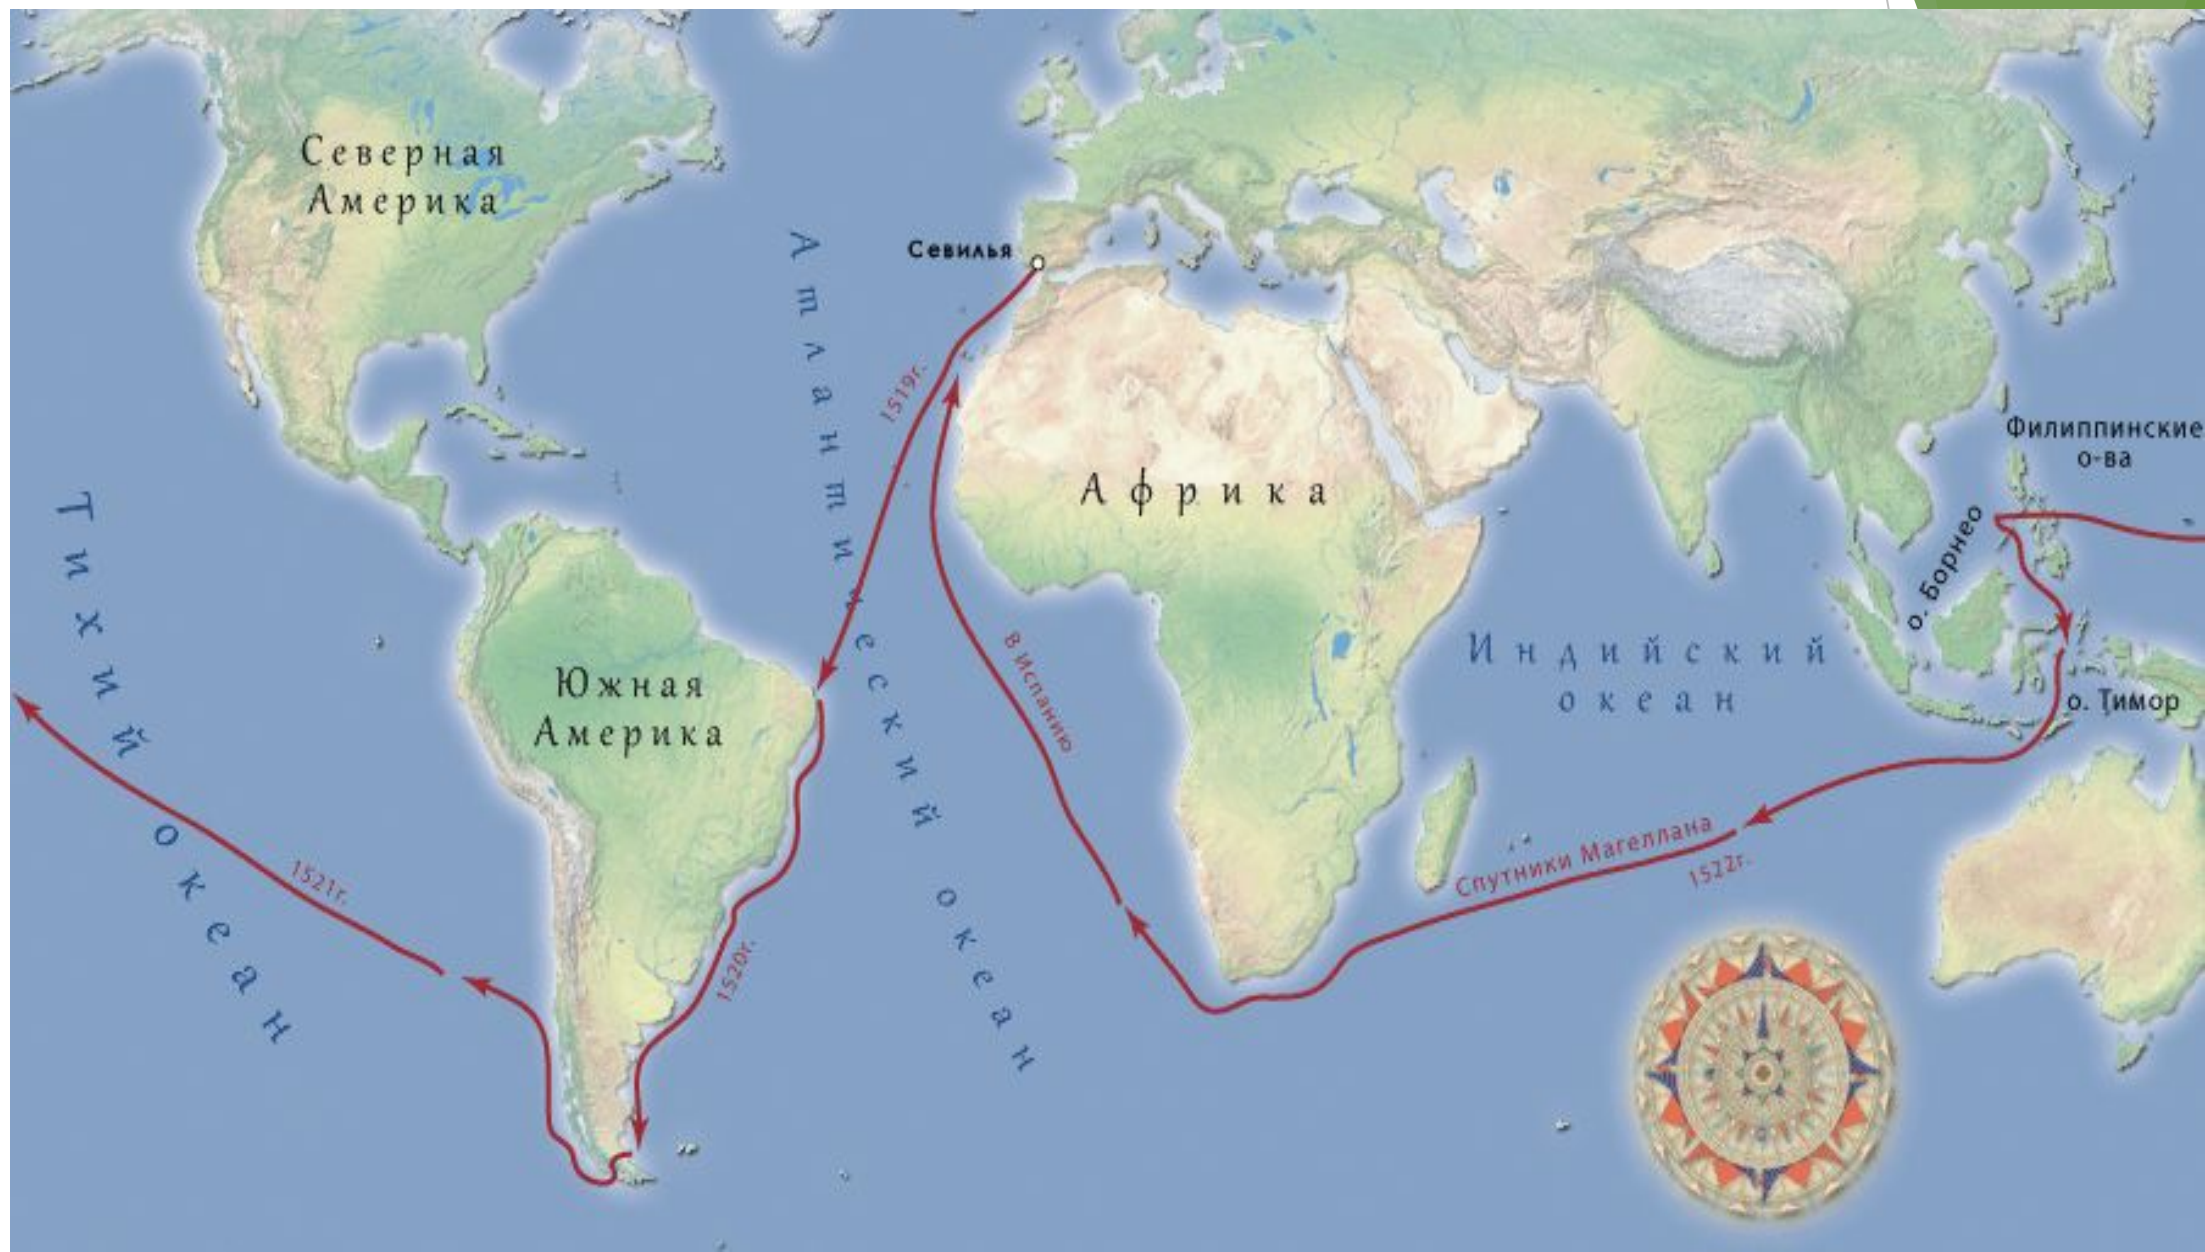 Северная
Америка
Атлантический океан
Севилья
1519г.
Филиппинские
о-ва
Африка
о. Борнео
Тихий океан
Индийский
океан
В Испанию
Южная
Америка
о. Тимор
Спутники Магеллана
1522г.
1521г.
1520г.